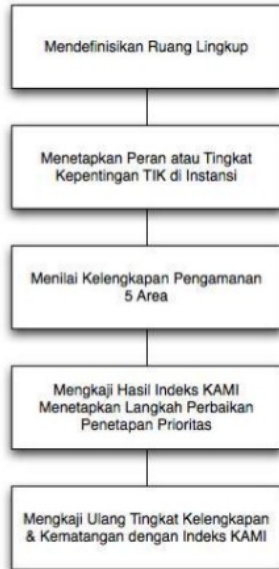 Mendefinisikan Ruang Lingkup
Menetapkan Peran atau Tingkat
Kepentingan TIK di Instansi
Menilai Kelengkapan Pengamanan
5 Area
Mengkaji Hasil Indeks KAMI
Menetapkan Langkah Perbaikan
Penetapan Prioritas
Mengkaji Ulang Tingkat Kelengkapan
& Kematangan dengan Indeks KAMI